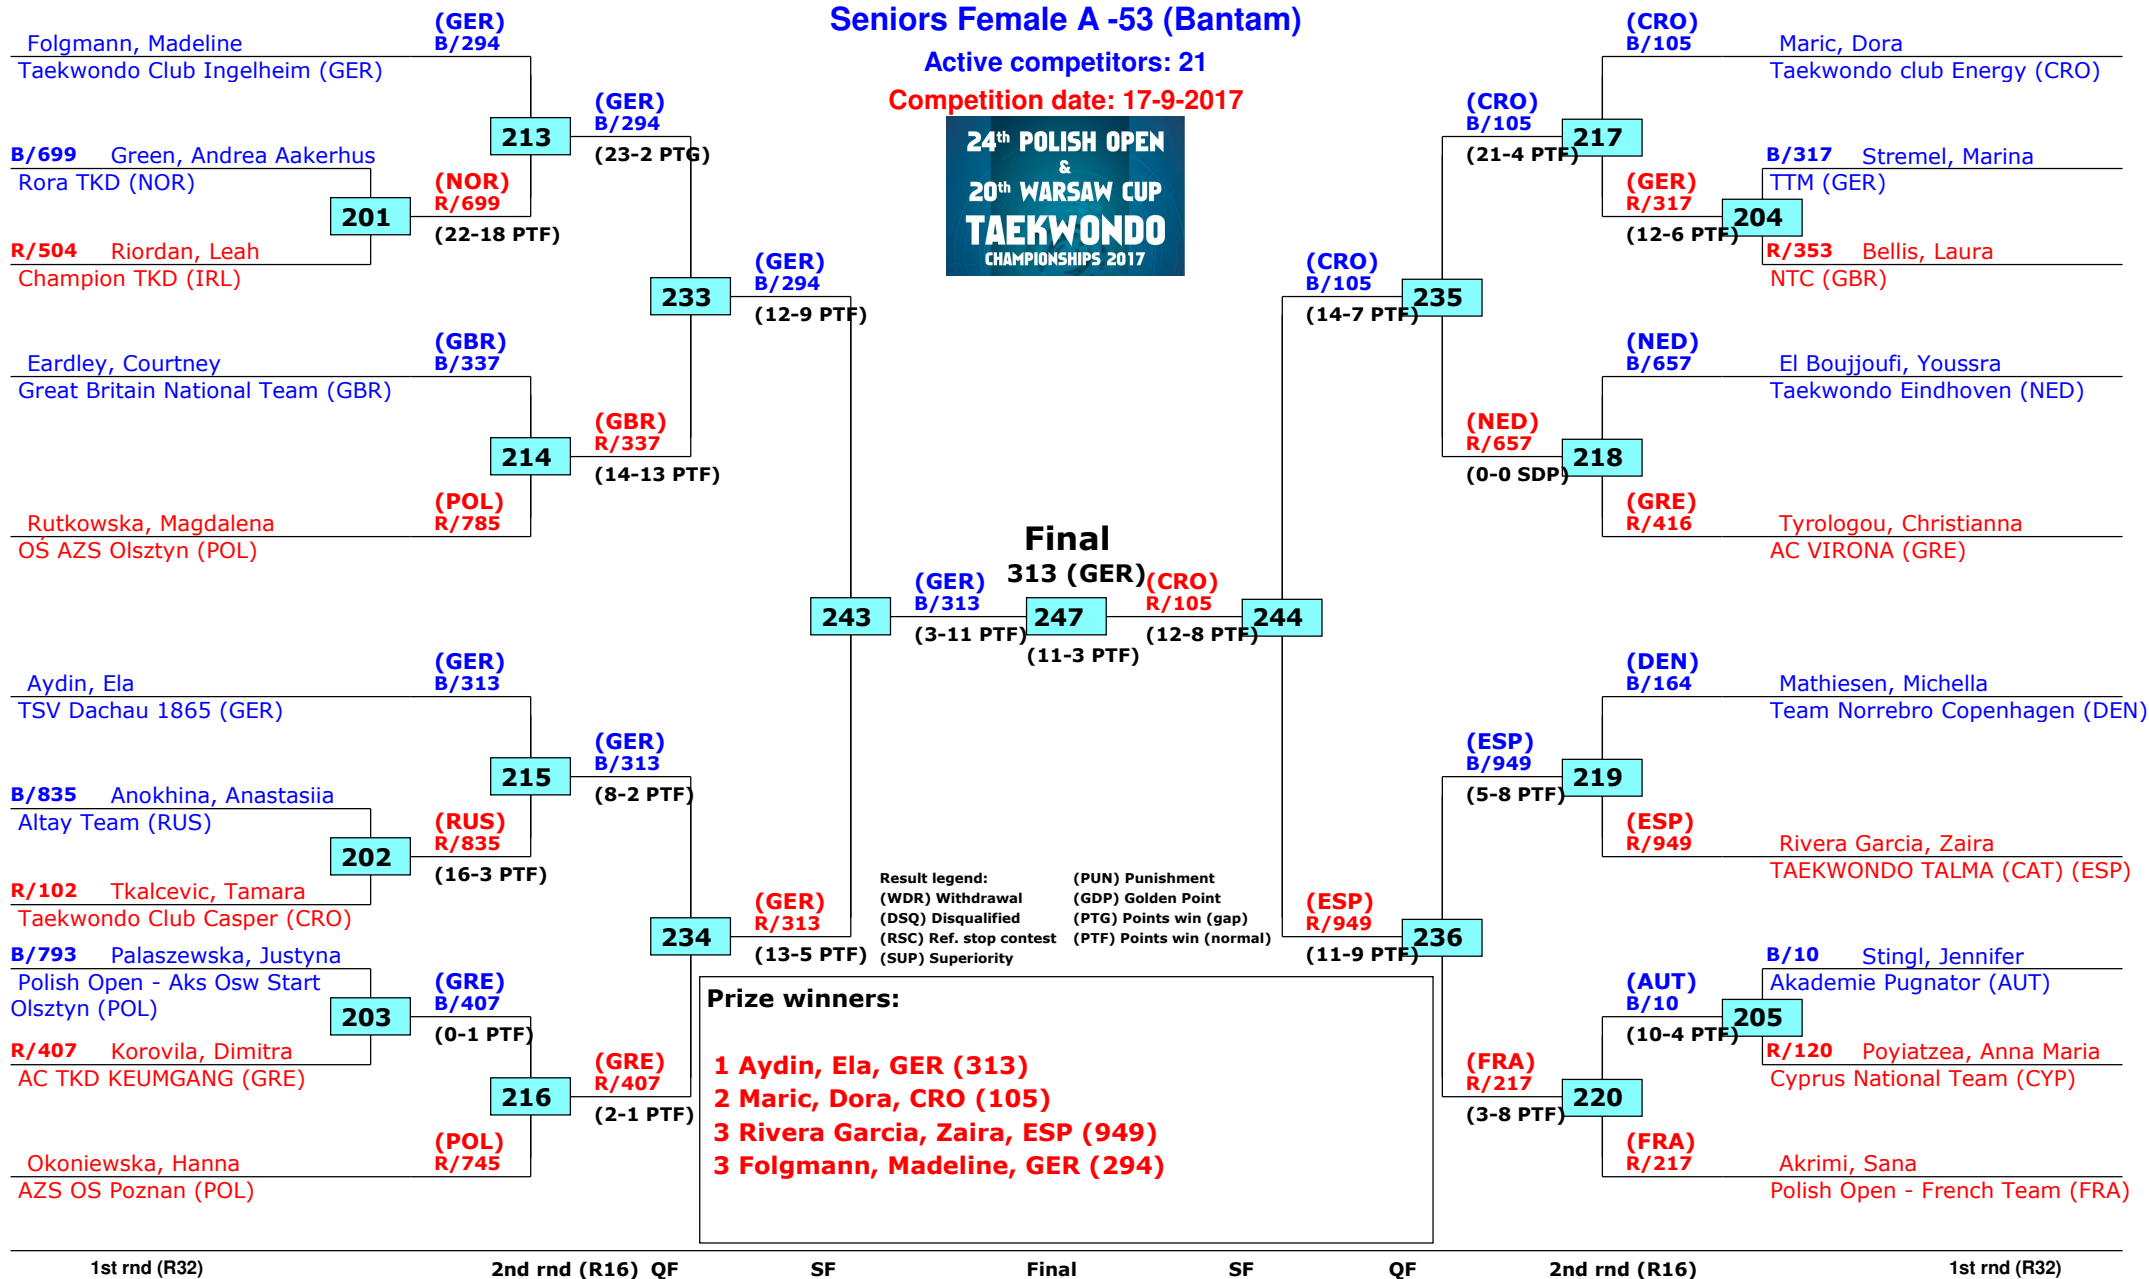 Seniors Female A -53 (Bantam)
Active competitors: 21
Competition date: 17-9-2017
24th POLISH OPEN
&
20th WARSAW CUP
TAEKWONDO
CHAMPIONSHIPS 2017
Folgmann, Madeline
Taekwondo Club Ingelheim (GER)
(GER)
B/294
B/699 Green, Andrea Aakerhus
Rora TKD (NOR)
R/504 Riordan, Leah
Champion TKD (IRL)
201
(NOR)
R/699
(22-18 PTF)
213
(GER)
B/294
(23-2 PTG)
Eardley, Courtney
Great Britain National Team (GBR)
(GBR)
B/337
Rutkowska, Magdalena
OŚ AZS Olsztyn (POL)
(POL)
R/785
214
(GBR)
R/337
(14-13 PTF)
233
(GER)
B/294
(12-9 PTF)
Aydin, Ela
TSV Dachau 1865 (GER)
(GER)
B/313
B/835 Anokhina, Anastasiia
Altay Team (RUS)
R/102 Tkalcevic, Tamara
Taekwondo Club Casper (CRO)
202
(RUS)
R/835
(16-3 PTF)
215
(GER)
B/313
(8-2 PTF)
B/793 Palaszewska, Justyna
Polish Open - Aks Osw Start
Olsztyn (POL)
R/407 Korovila, Dimitra
AC TKD KEUMGANG (GRE)
203
(GRE)
B/407
(0-1 PTF)
Okoniewska, Hanna
AZS OS Poznan (POL)
(POL)
R/745
216
(GRE)
R/407
(2-1 PTF)
234
(GER)
R/313
(13-5 PTF)
243
(GER)
B/313
(3-11 PTF)
Final
313 (GER)
247
(11-3 PTF)
(CRO)
R/105
(12-8 PTF)
244
(CRO)
B/105
(14-7 PTF)
235
(CRO)
B/105
(21-4 PTF)
217
(CRO)
B/105
Maric, Dora
Taekwondo club Energy (CRO)
(GER)
R/317
(12-6 PTF)
204
B/317 Stremel, Marina
TTM (GER)
R/353 Bellis, Laura
NTC (GBR)
(NED)
R/657
(0-0 SDP)
218
(NED)
B/657
El Boujjoufi, Youssra
Taekwondo Eindhoven (NED)
(GRE)
R/416
Tyrologou, Christianna
AC VIRONA (GRE)
(ESP)
R/949
(11-9 PTF)
236
(ESP)
B/949
(5-8 PTF)
219
(DEN)
B/164
Mathiesen, Michella
Team Norrebro Copenhagen (DEN)
(ESP)
R/949
Rivera Garcia, Zaira
TAEKWONDO TALMA (CAT) (ESP)
(FRA)
R/217
(3-8 PTF)
220
(AUT)
B/10
(10-4 PTF)
205
B/10 Stingl, Jennifer
Akademie Pugnator (AUT)
R/120 Poyiatzea, Anna Maria
Cyprus National Team (CYP)
(FRA)
R/217
Akrimi, Sana
Polish Open - French Team (FRA)
Result legend:
(WDR) Withdrawal
(DSQ) Disqualified
(RSC) Ref. stop contest
(SUP) Superiority
(PUN) Punishment
(GDP) Golden Point
(PTG) Points win (gap)
(PTF) Points win (normal)
Prize winners:
1 Aydin, Ela, GER (313)
2 Maric, Dora, CRO (105)
3 Rivera Garcia, Zaira, ESP (949)
3 Folgmann, Madeline, GER (294)
1st rnd (R32) 2nd rnd (R16) QF SF Final SF QF 2nd rnd (R16) 1st rnd (R32)